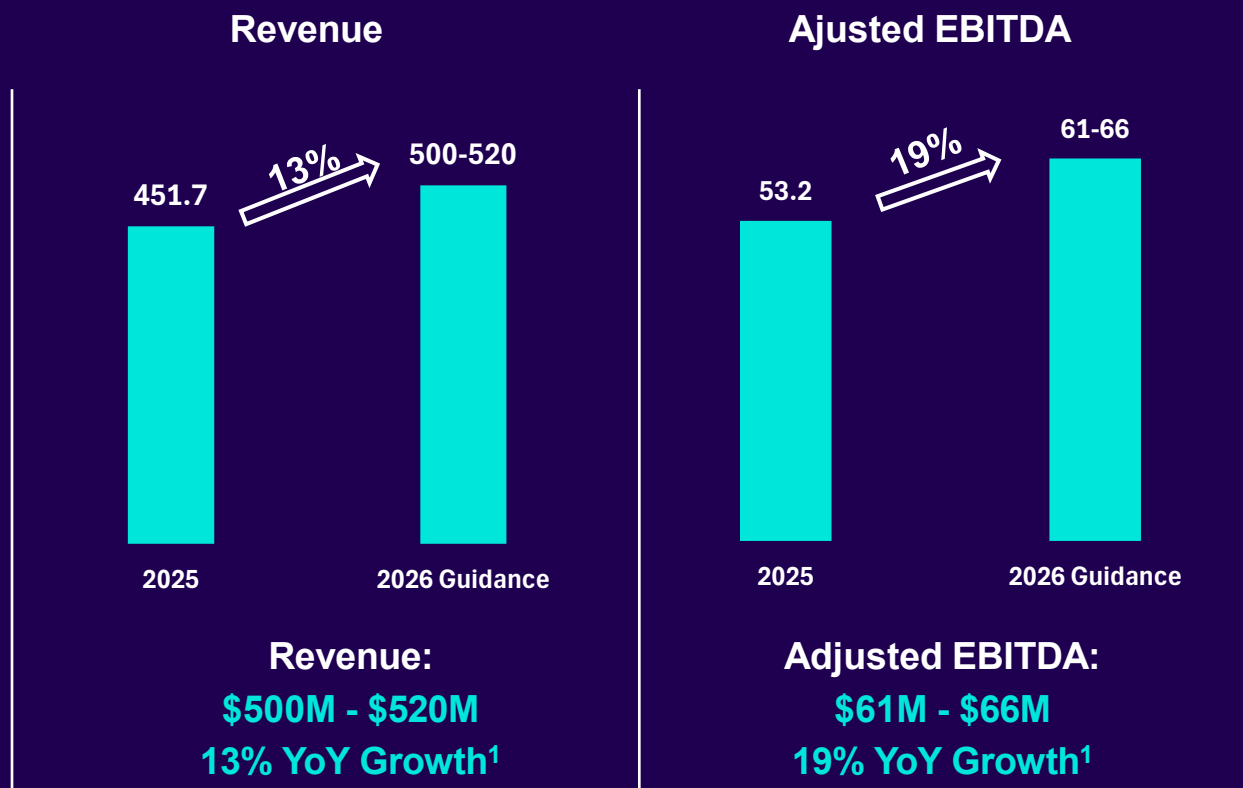 Revenue
451.7
13%
500-520
2025
2026 Guidance
Revenue:
$500M - $520M
13% YoY Growth¹
Ajusted EBITDA
53.2
19%
61-66
2025
2026 Guidance
Adjusted EBITDA:
$61M - $66M
19% YoY Growth¹